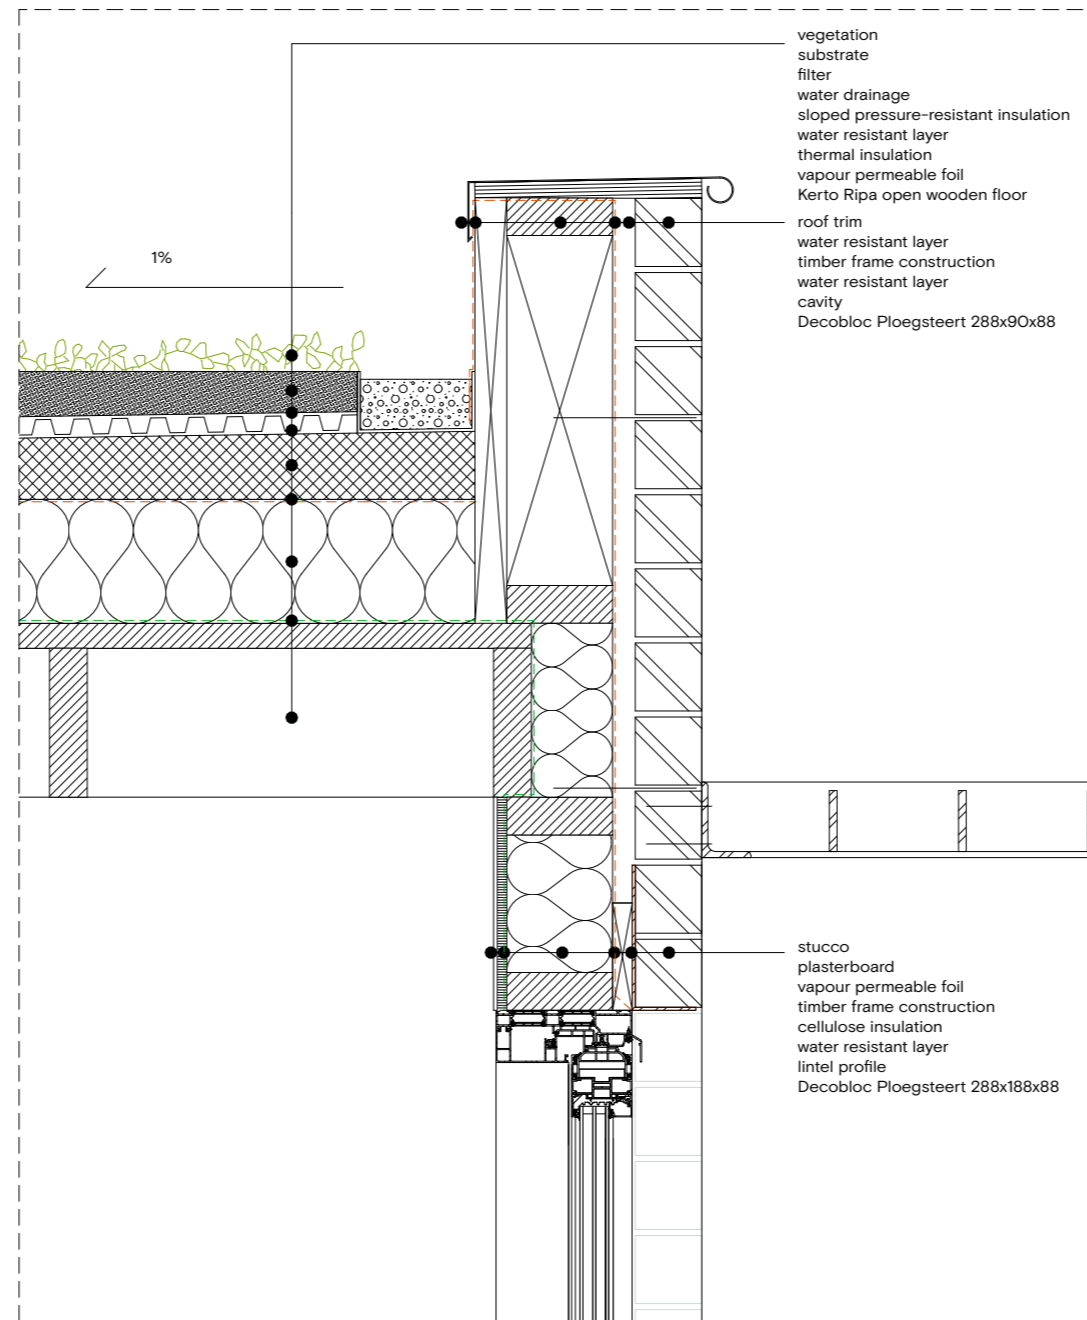 vegetation
substrate
filter
water drainage
sloped pressure-resistant insulation
water resistant layer
thermal insulation
vapour permeable foil
Kerto Ripa open wooden floor
roof trim
water resistant layer
timber frame construction
water resistant layer
cavity
Decobloc Ploegsteert 288x90x88
1%
stucco
plasterboard
vapour permeable foil
timber frame construction
cellulose insulation
water resistant layer
lintel profile
Decobloc Ploegsteert 288x188x88